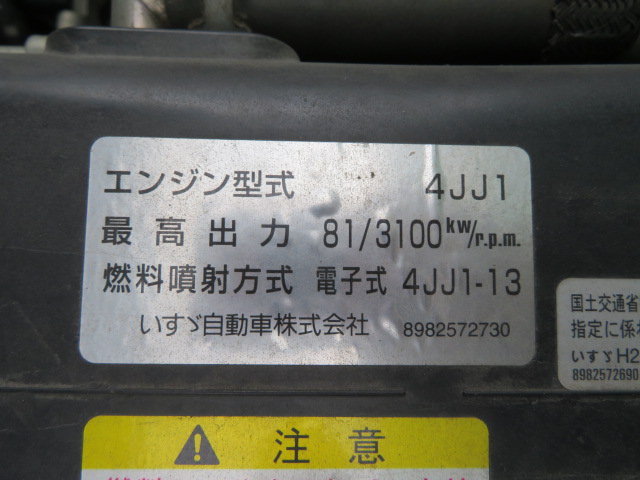 エンジン型式 4JJ1
最高出力 81/3100kw/r.p.m.
燃料噴射方式 電子式 4JJ1-13
いすゞ自動車株式会社 8982572730
国土交通省
指定に係
いすゞH2
8982572690
注意